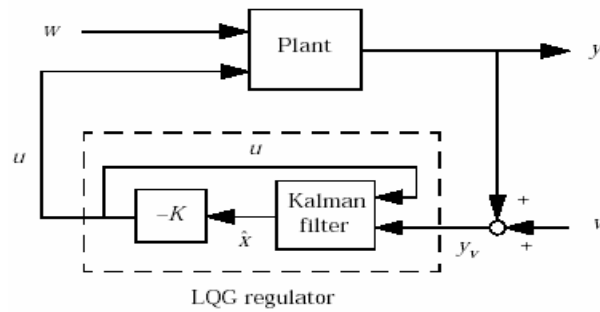 w
Plant
y
u
u
–K
x̂
Kalman
filter
+
+
y_v
v
LQG regulator